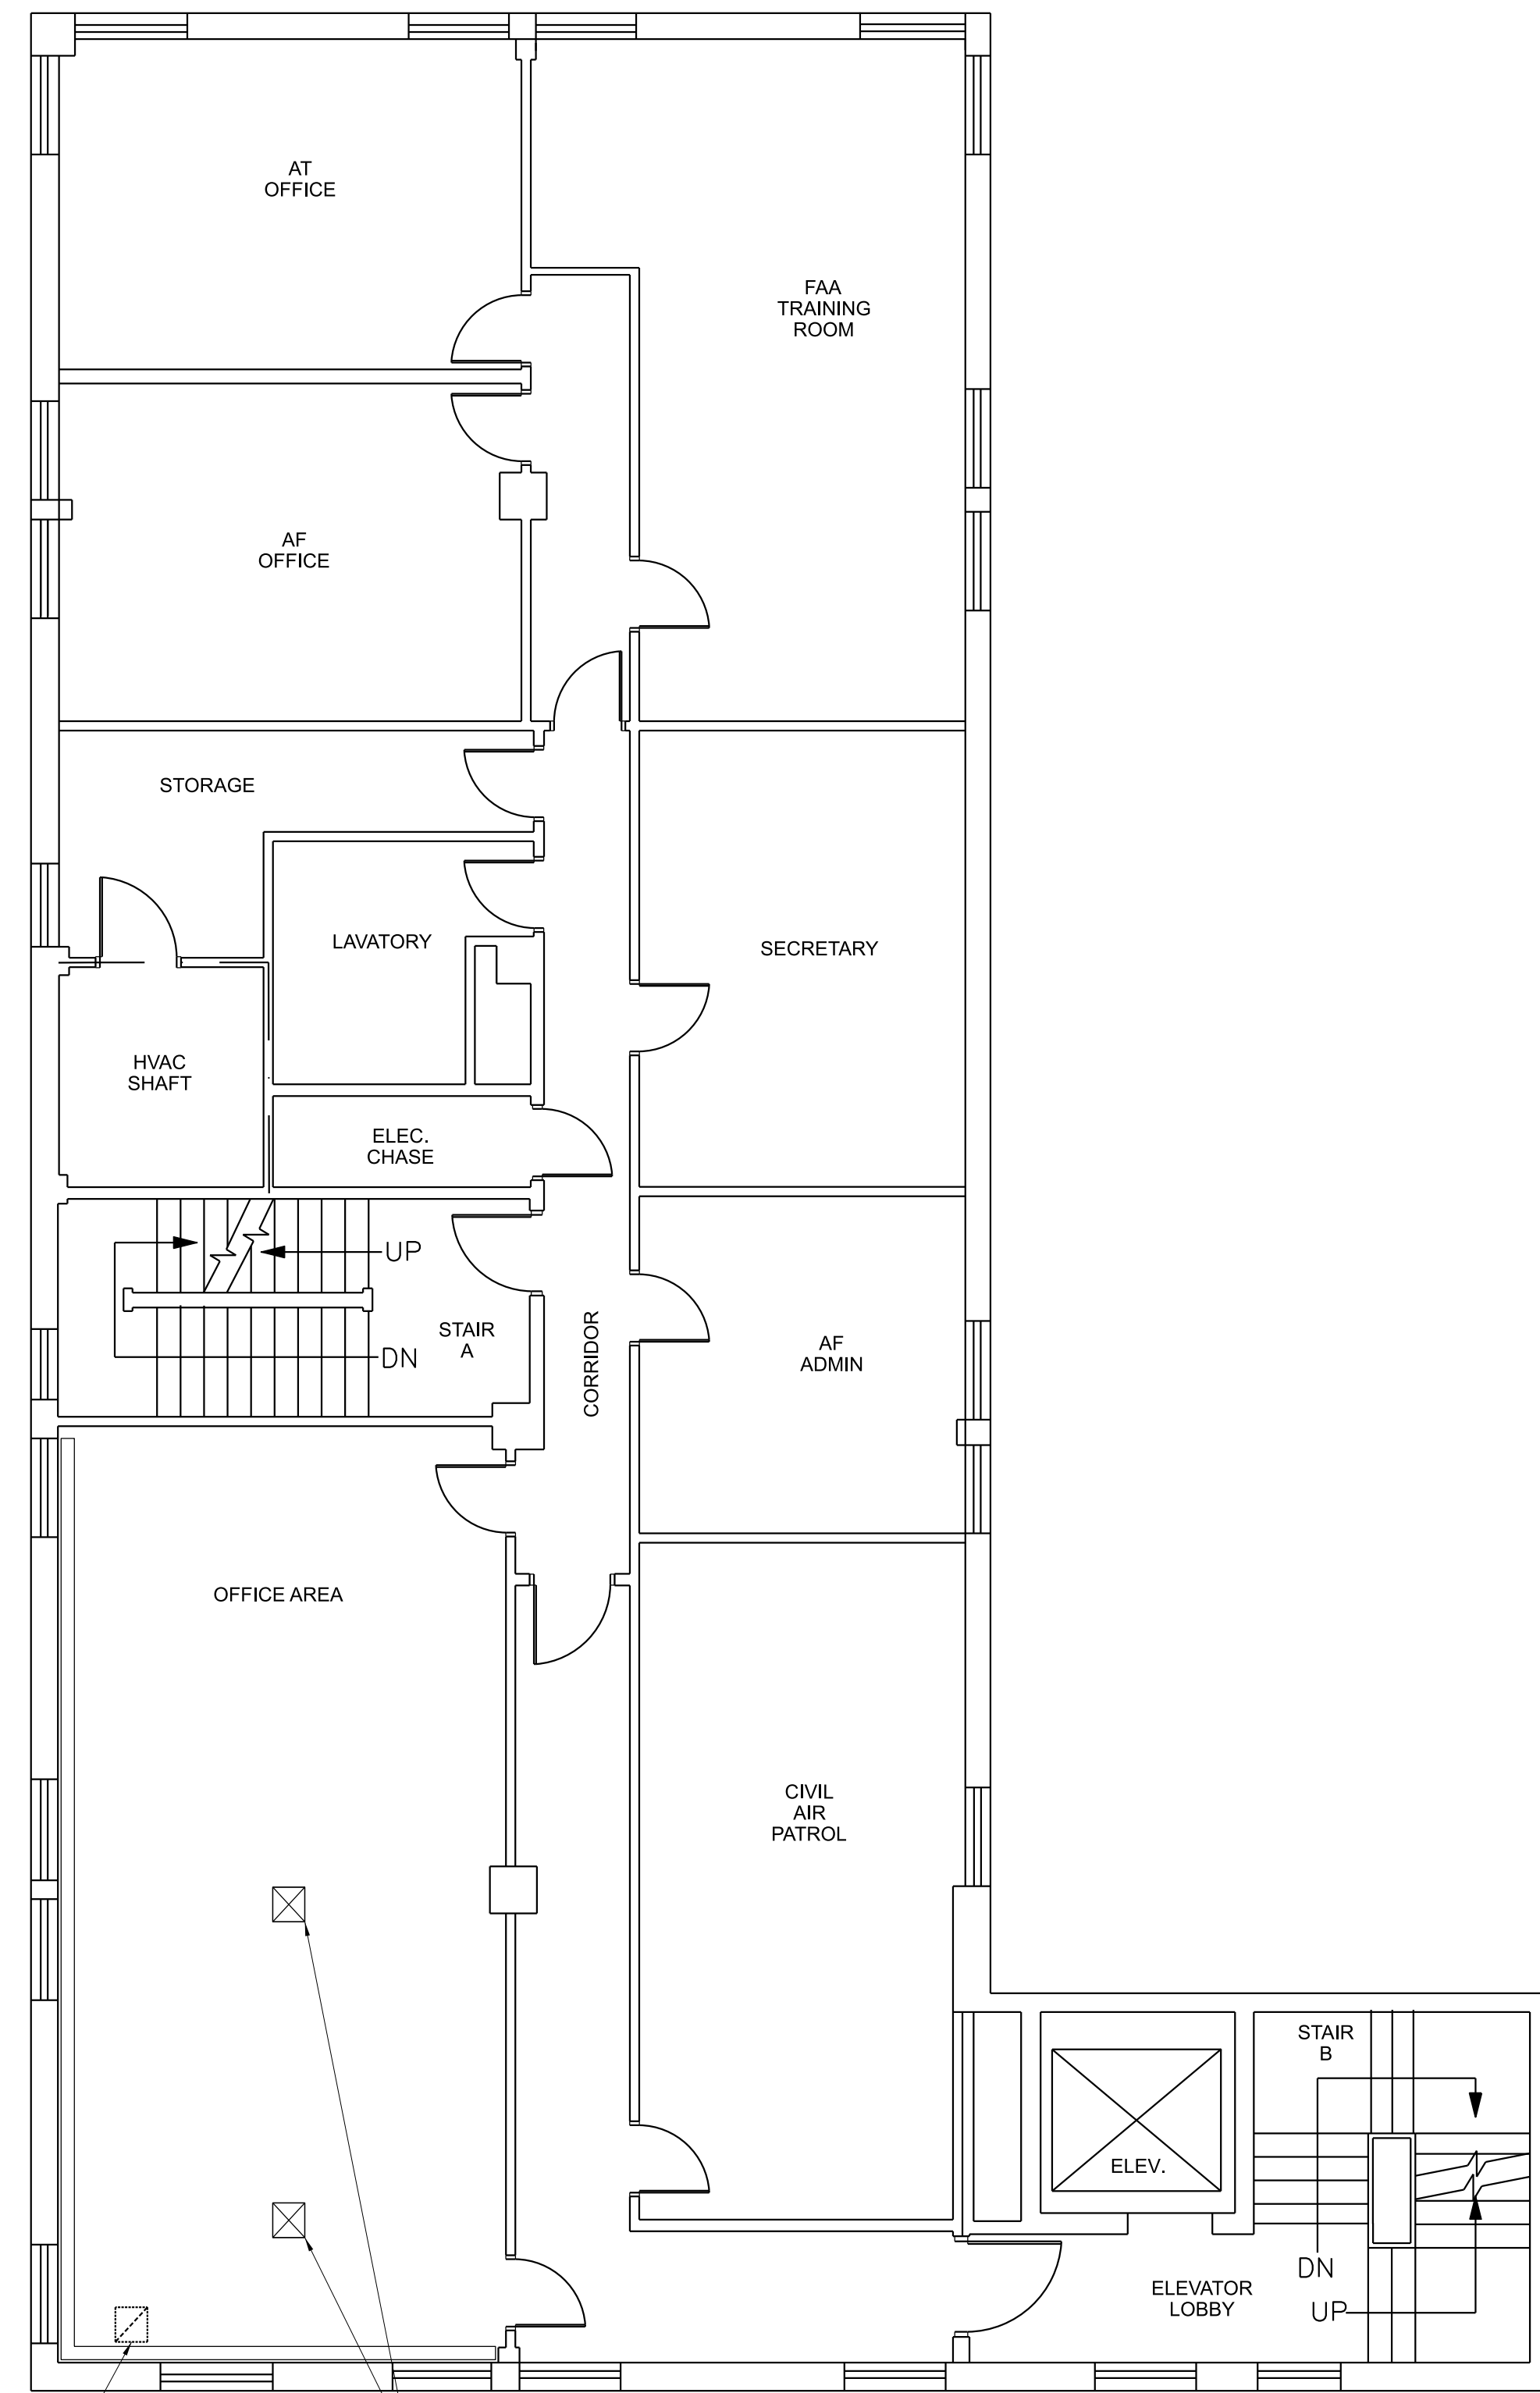 AT
OFFICE
FAA
TRAINING
ROOM
AF
OFFICE
STORAGE
LAVATORY
SECRETARY
HVAC
SHAFT
ELEC.
CHASE
UP
STAIR
A
DN
CORRIDOR
AF
ADMIN
OFFICE AREA
CIVIL
AIR
PATROL
STAIR
B
ELEV.
DN
ELEVATOR
LOBBY
UP